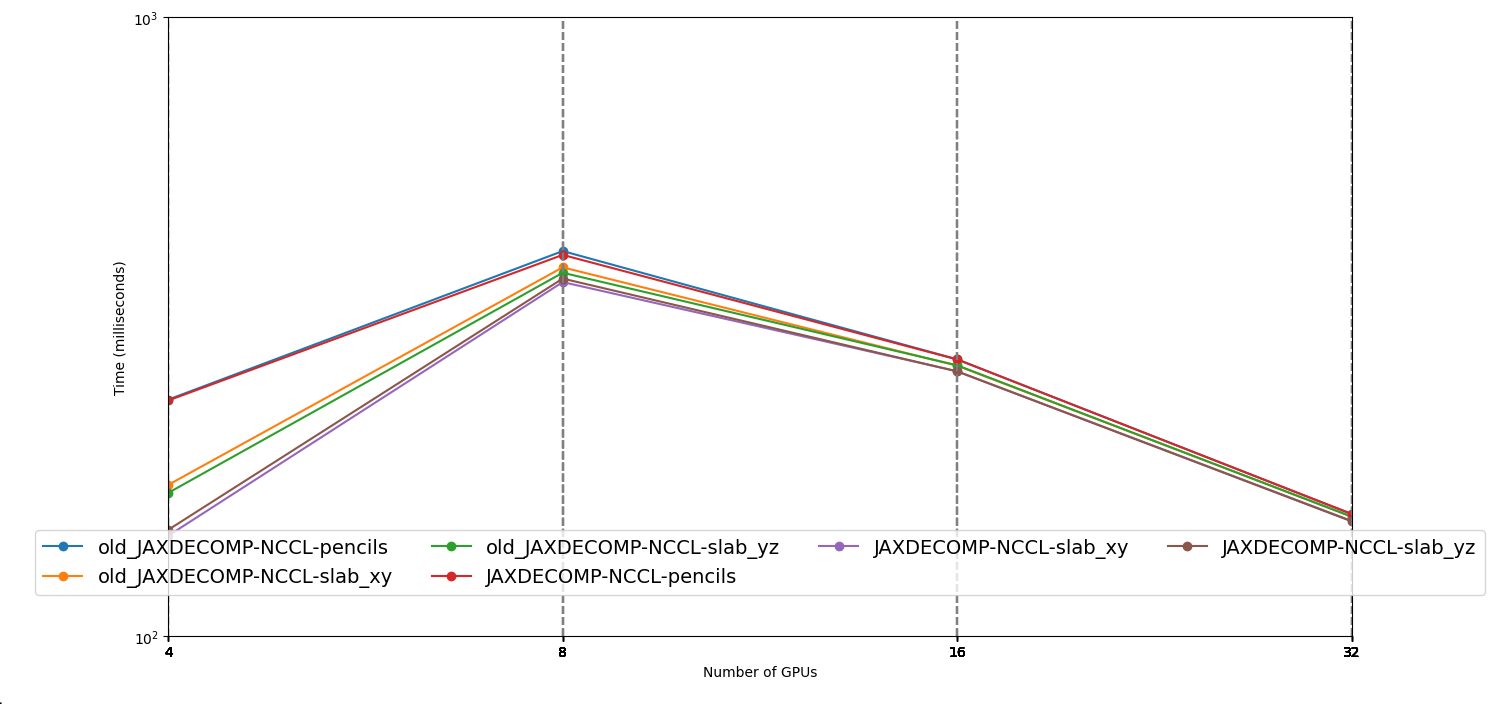 10³
Time (milliseconds)
old_JAXDECOMP-NCCL-pencils old_JAXDECOMP-NCCL-slab_yz JAXDECOMP-NCCL-slab_xy JAXDECOMP-NCCL-slab_yz
old_JAXDECOMP-NCCL-slab_xy JAXDECOMP-NCCL-pencils
10²
4 8 16 32
Number of GPUs